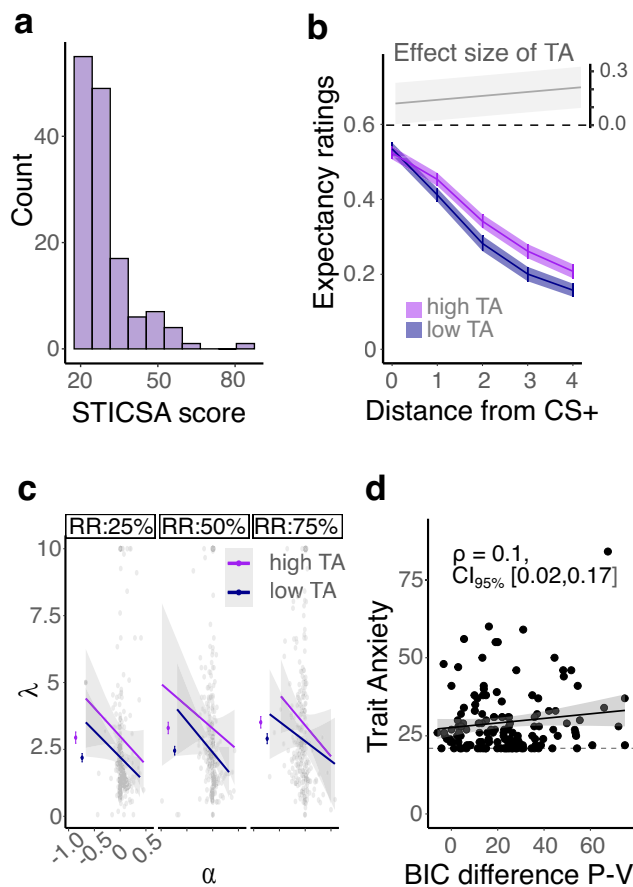 a
Count
40
20
0
20
50
80
STICSA score
b
Effect size of TA
0.3
0.0
Expectancy ratings
0.6
0.4
0.2
0
high TA
low TA
0
1
2
3
4
Distance from CS+
c
RR:25%
RR:50%
RR:75%
high TA
low TA
λ
10
7.5
5.0
2.5
0
-1.0
-0.5
0
0.5
α
d
ρ = 0.1,
CI95% [0.02,0.17]
Trait Anxiety
75
50
25
0
0
20
40
60
BIC difference P-V